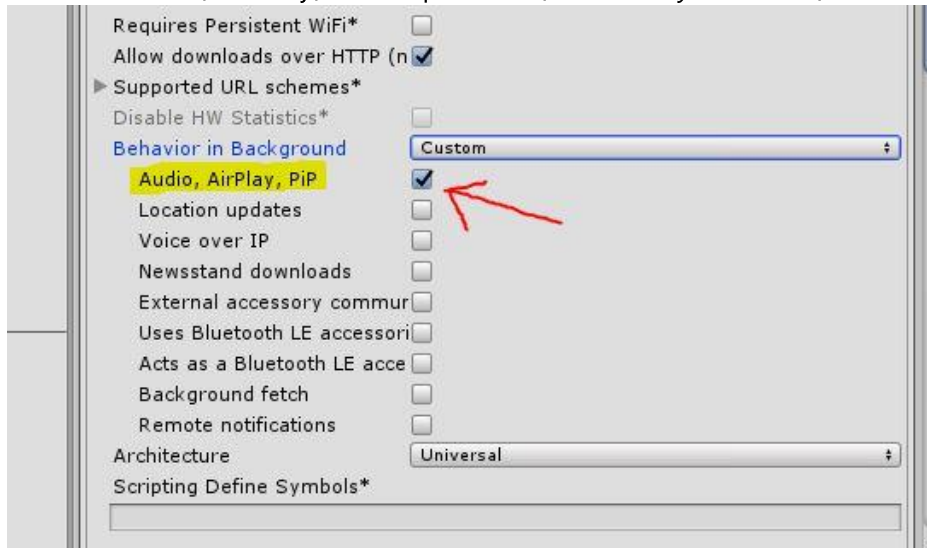 Requires Persistent WiFi*
Allow downloads over HTTP (n
Supported URL schemes*
Disable HW Statistics*
Behavior in Background Custom
Audio, AirPlay, PiP
Location updates
Voice over IP
Newsstand downloads
External accessory commur
Uses Bluetooth LE accessori
Acts as a Bluetooth LE acce
Background fetch
Remote notifications
Architecture Universal
Scripting Define Symbols*